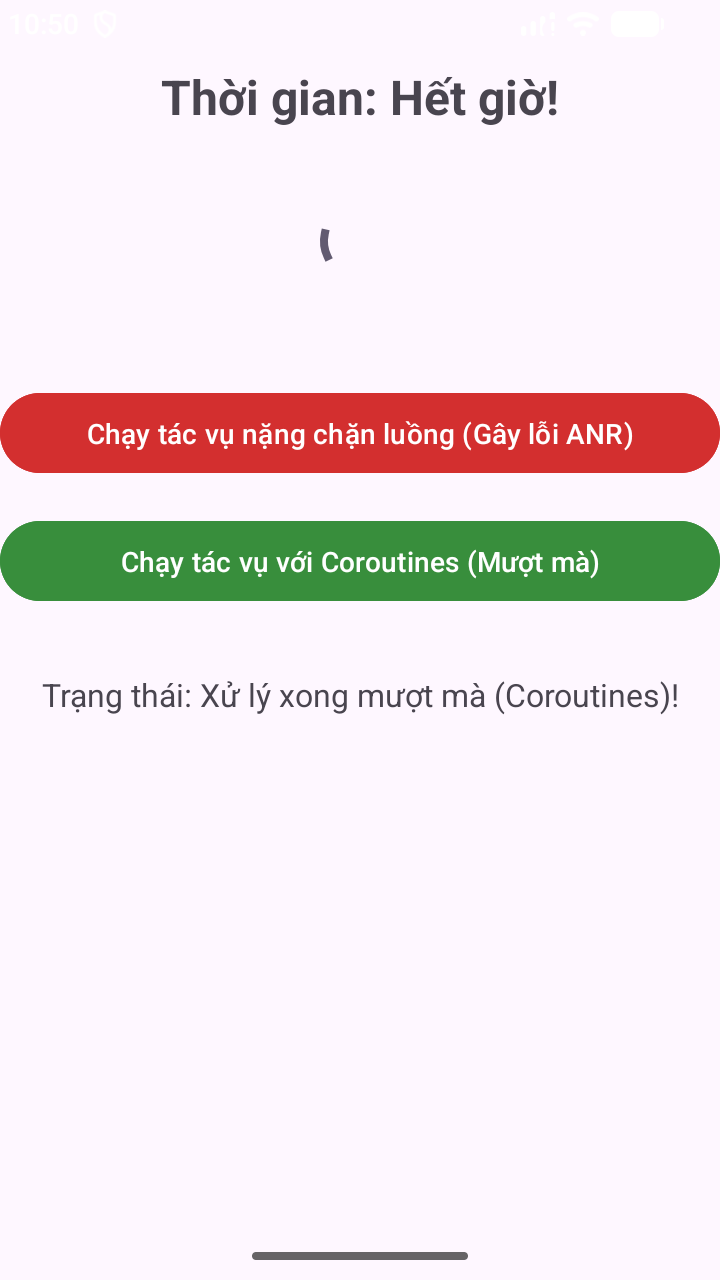 10:50
Thời gian: Hết giờ!
Chạy tác vụ nặng chặn luồng (Gây lỗi ANR)
Chạy tác vụ với Coroutines (Mượt mà)
Trạng thái: Xử lý xong mượt mà (Coroutines)!